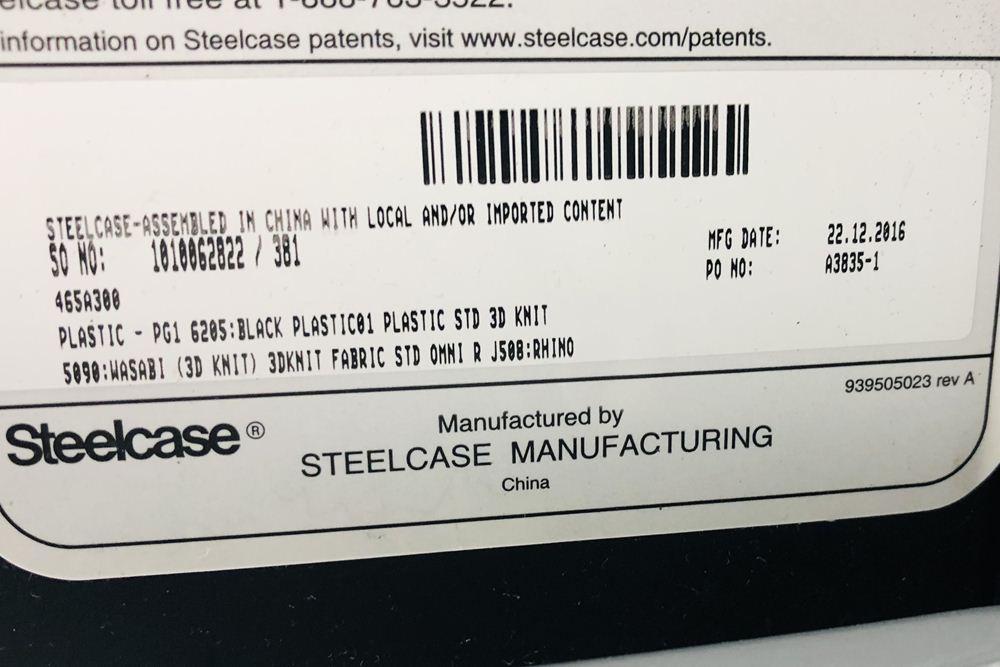 information on Steelcase patents, visit www.steelcase.com/patents.
STEELCASE-ASSEMBLED IN CHINA WITH LOCAL AND/OR IMPORTED CONTENT
SO NO: 1010062822 / 381
MFG DATE: 22.12.2016
PO NO: A3835-1
465A300
PLASTIC - PG1 6205:BLACK PLASTIC01 PLASTIC STD 3D KNIT
5090:WASABI (3D KNIT) 3DKNIT FABRIC STD OMNI R J508:RHINO
939505023 rev A
Steelcase®
Manufactured by
STEELCASE MANUFACTURING
China